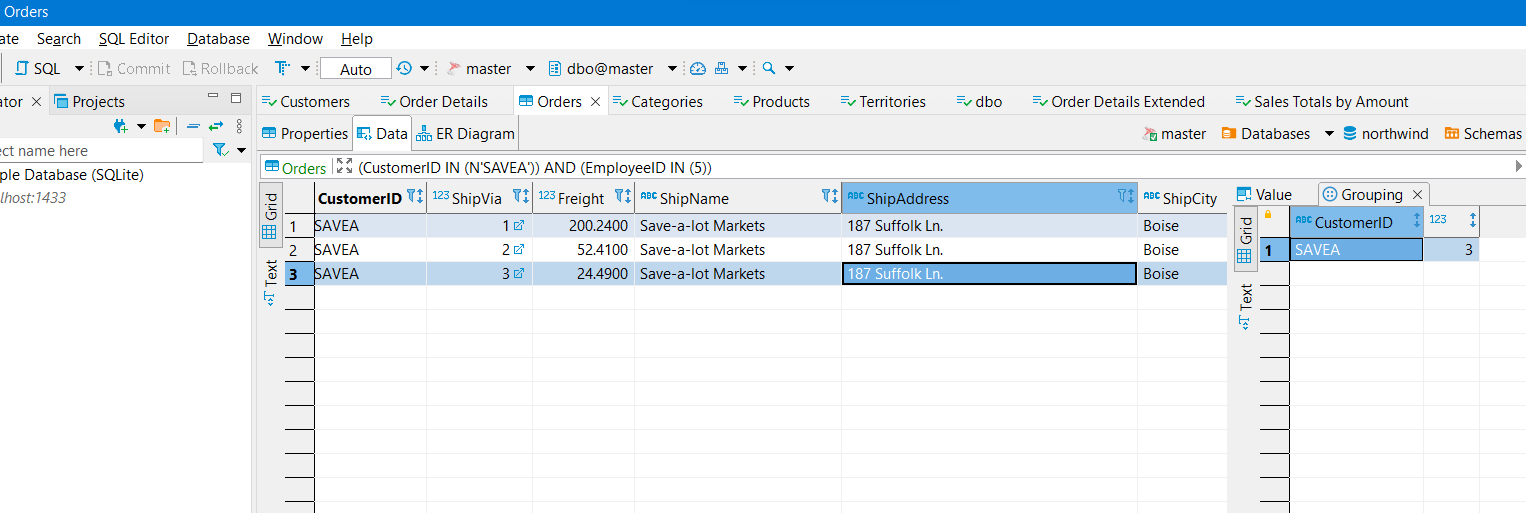 Orders
ate Search SQL Editor Database Window Help
SQL Commit Rollback Auto master dbo@master
ator Projects Customers Order Details Orders Categories Products Territories dbo Order Details Extended Sales Totals by Amount
Properties Data ER Diagram master Databases northwind Schemas
ect name here
Orders (CustomerID IN (N'SAVEA')) AND (EmployeeID IN (5))
ple Database (SQLite)
lhost:1433
Grid
Text
CustomerID 123 ShipVia 123 Freight ABC ShipName ABC ShipAddress ABC ShipCity
1 SAVEA 1 200.2400 Save-a-lot Markets 187 Suffolk Ln. Boise
2 SAVEA 2 52.4100 Save-a-lot Markets 187 Suffolk Ln. Boise
3 SAVEA 3 24.4900 Save-a-lot Markets 187 Suffolk Ln. Boise
Value Grouping
Grid
Text
ABC CustomerID 123
1 SAVEA 3